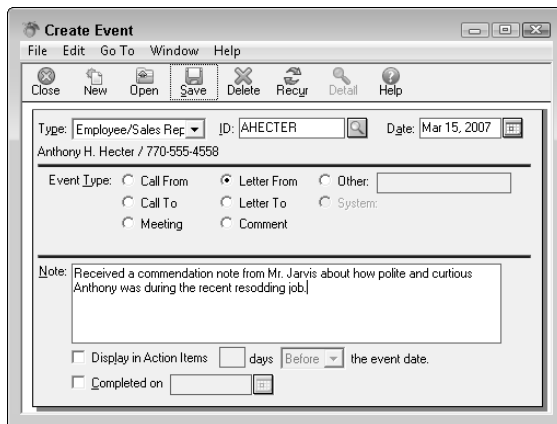 Create Event
File Edit Go To Window Help
Close New Open Save Delete Recur Detail Help
Type: Employee/Sales Rep ID: AHECTER Date: Mar 15, 2007
Anthony H. Hecter / 770-555-4558
Event Type: Call From Letter From Other:
Call To Letter To System:
Meeting Comment
Note: Received a commendation note from Mr. Jarvis about how polite and curtious
Anthony was during the recent resodding job.
Display in Action Items days Before the event date.
Completed on